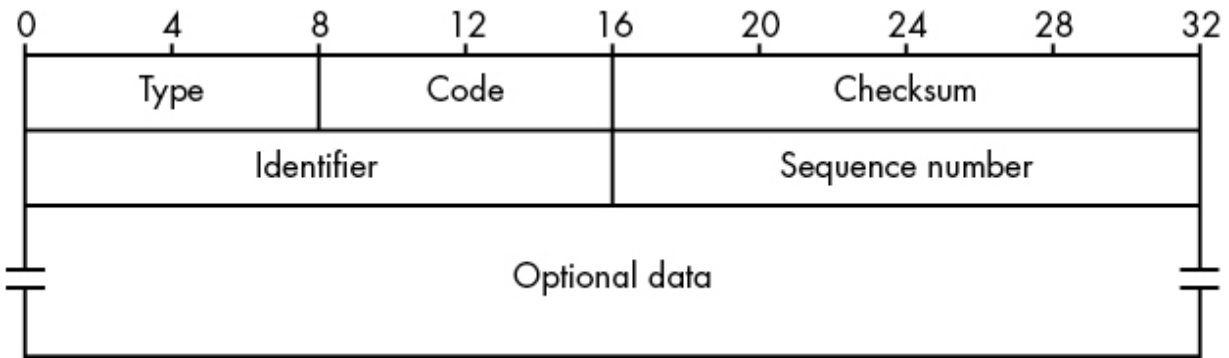 0 4 8 12 16 20 24 28 32
Type Code Checksum
Identifier Sequence number
Optional data